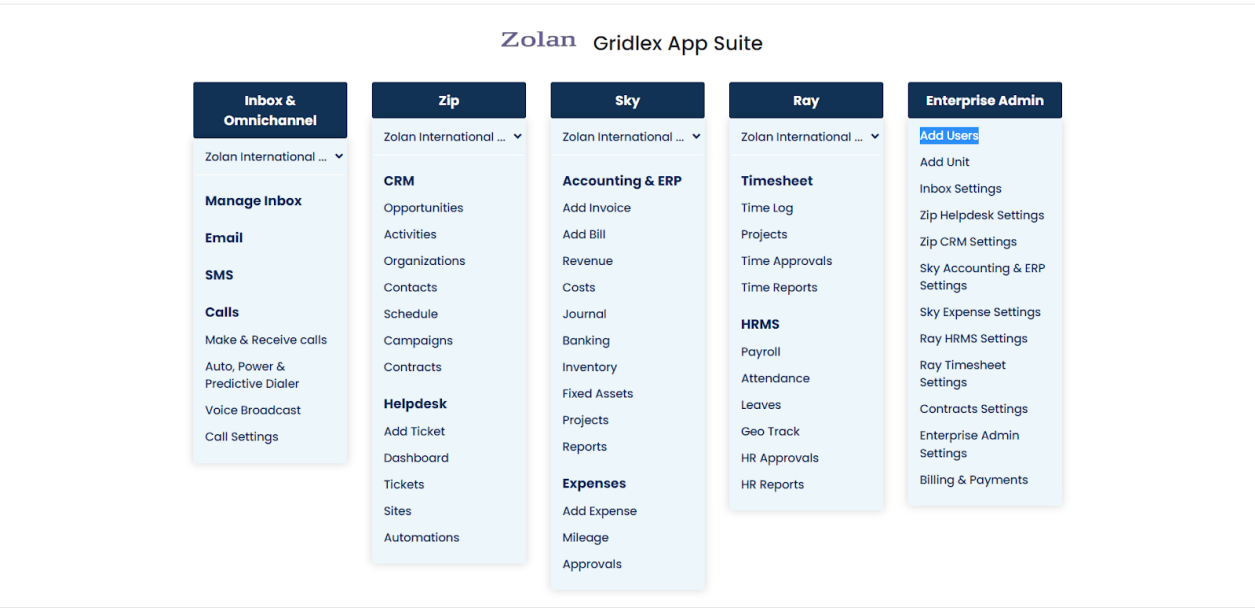 Zolan Gridlex App Suite
Inbox &
Omnichannel
Zolan International ...
Manage Inbox
Email
SMS
Calls
Make & Receive calls
Auto, Power &
Predictive Dialer
Voice Broadcast
Call Settings
Zip
Zolan International ...
CRM
Opportunities
Activities
Organizations
Contacts
Schedule
Campaigns
Contracts
Helpdesk
Add Ticket
Dashboard
Tickets
Sites
Automations
Sky
Zolan International ...
Accounting & ERP
Add Invoice
Add Bill
Revenue
Costs
Journal
Banking
Inventory
Fixed Assets
Projects
Reports
Expenses
Add Expense
Mileage
Approvals
Ray
Zolan International ...
Timesheet
Time Log
Projects
Time Approvals
Time Reports
HRMS
Payroll
Attendance
Leaves
Geo Track
HR Approvals
HR Reports
Enterprise Admin
Add Users
Add Unit
Inbox Settings
Zip Helpdesk Settings
Zip CRM Settings
Sky Accounting & ERP
Settings
Sky Expense Settings
Ray HRMS Settings
Ray Timesheet
Settings
Contracts Settings
Enterprise Admin
Settings
Billing & Payments